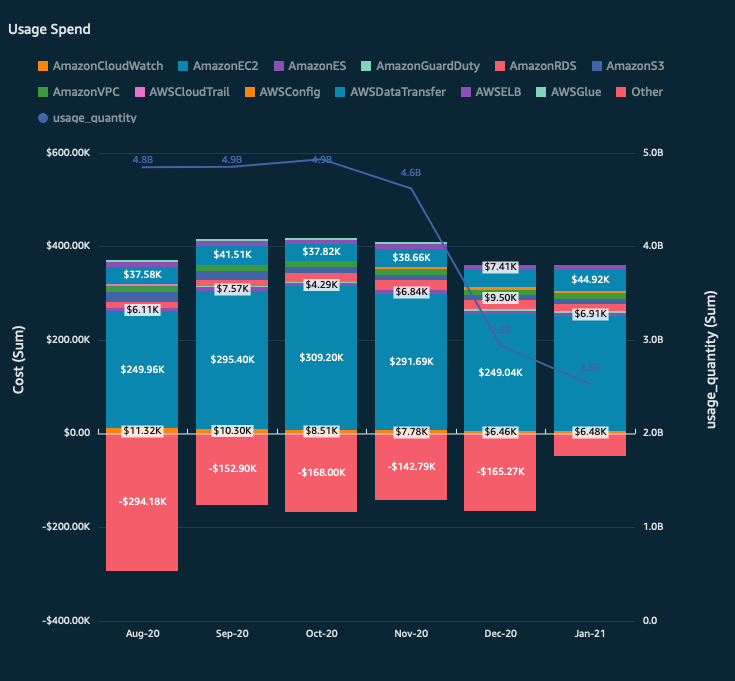 Usage Spend
AmazonCloudWatch AmazonEC2 AmazonES AmazonGuardDuty AmazonRDS AmazonS3
AmazonVPC AWSCloudTrail AWSConfig AWSDataTransfer AWSELB AWSGlue Other
usage_quantity
$600.00K
$400.00K
$200.00K
$0.00
-$200.00K
-$400.00K
Cost (Sum)
5.0B
4.0B
3.0B
2.0B
1.0B
0.0
usage_quantity (Sum)
4.8B 4.9B 4.9B 4.6B
$37.58K
$6.11K
$249.96K
$11.32K
-$294.18K
$41.51K
$7.57K
$295.40K
$10.30K
-$152.90K
$37.82K
$4.29K
$309.20K
$8.51K
-$168.00K
$38.66K
$6.84K
$291.69K
$7.78K
-$142.79K
$7.41K
$9.50K
$249.04K
$6.46K
-$165.27K
$44.92K
$6.91K
$6.48K
Aug-20 Sep-20 Oct-20 Nov-20 Dec-20 Jan-21